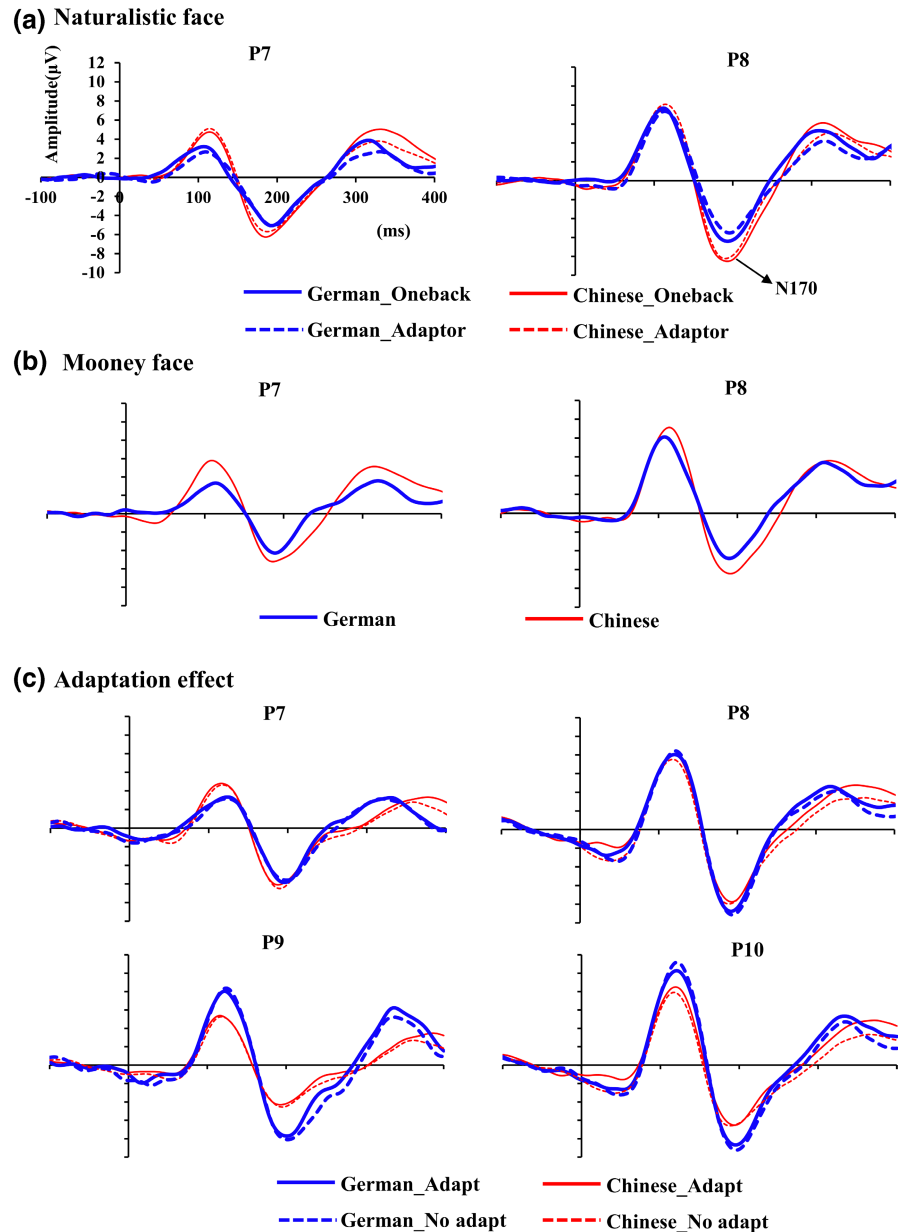 (a) Naturalistic face
P7
P8
Amplitude(μV)
12
10
8
6
4
2
0
-2
-4
-6
-8
-10
-100
0
100
200
300
400
(ms)
N170
German_Oneback
Chinese_Oneback
German_Adaptor
Chinese_Adaptor
(b) Mooney face
P7
P8
German
Chinese
(c) Adaptation effect
P7
P8
P9
P10
German_Adapt
Chinese_Adapt
German_No adapt
Chinese_No adapt